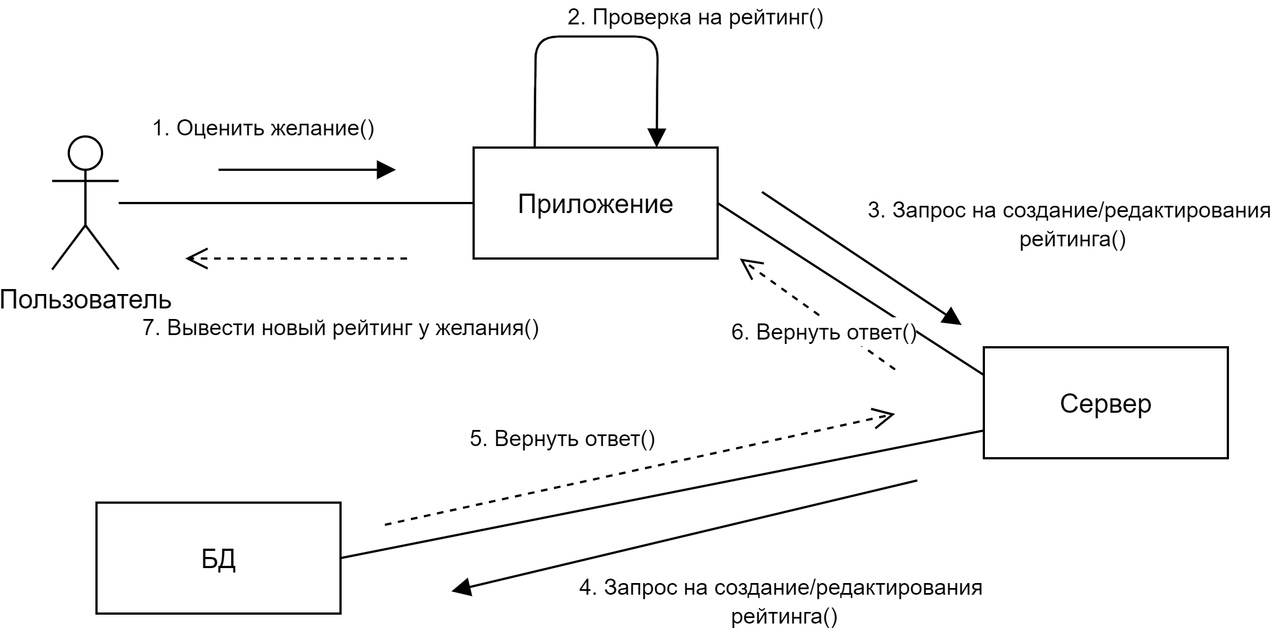 2. Проверка на рейтинг()
1. Оценить желание()
Приложение
3. Запрос на создание/редактирования
рейтинга()
Пользователь
7. Вывести новый рейтинг у желания()
6. Вернуть ответ()
Сервер
5. Вернуть ответ()
БД
4. Запрос на создание/редактирования
рейтинга()